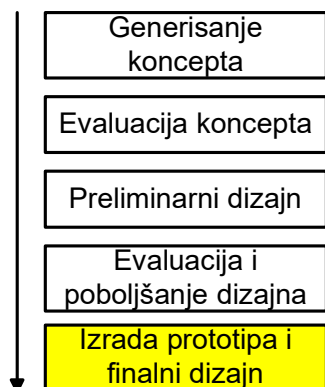 Generisanje
koncepta
Evaluacija koncepta
Preliminarni dizajn
Evaluacija i
poboljšanje dizajna
Izrada prototipa i
finalni dizajn